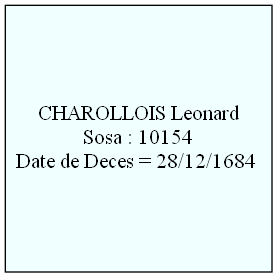 CHAROLLOIS Leonard
Sosa : 10154
Date de Deces = 28/12/1684